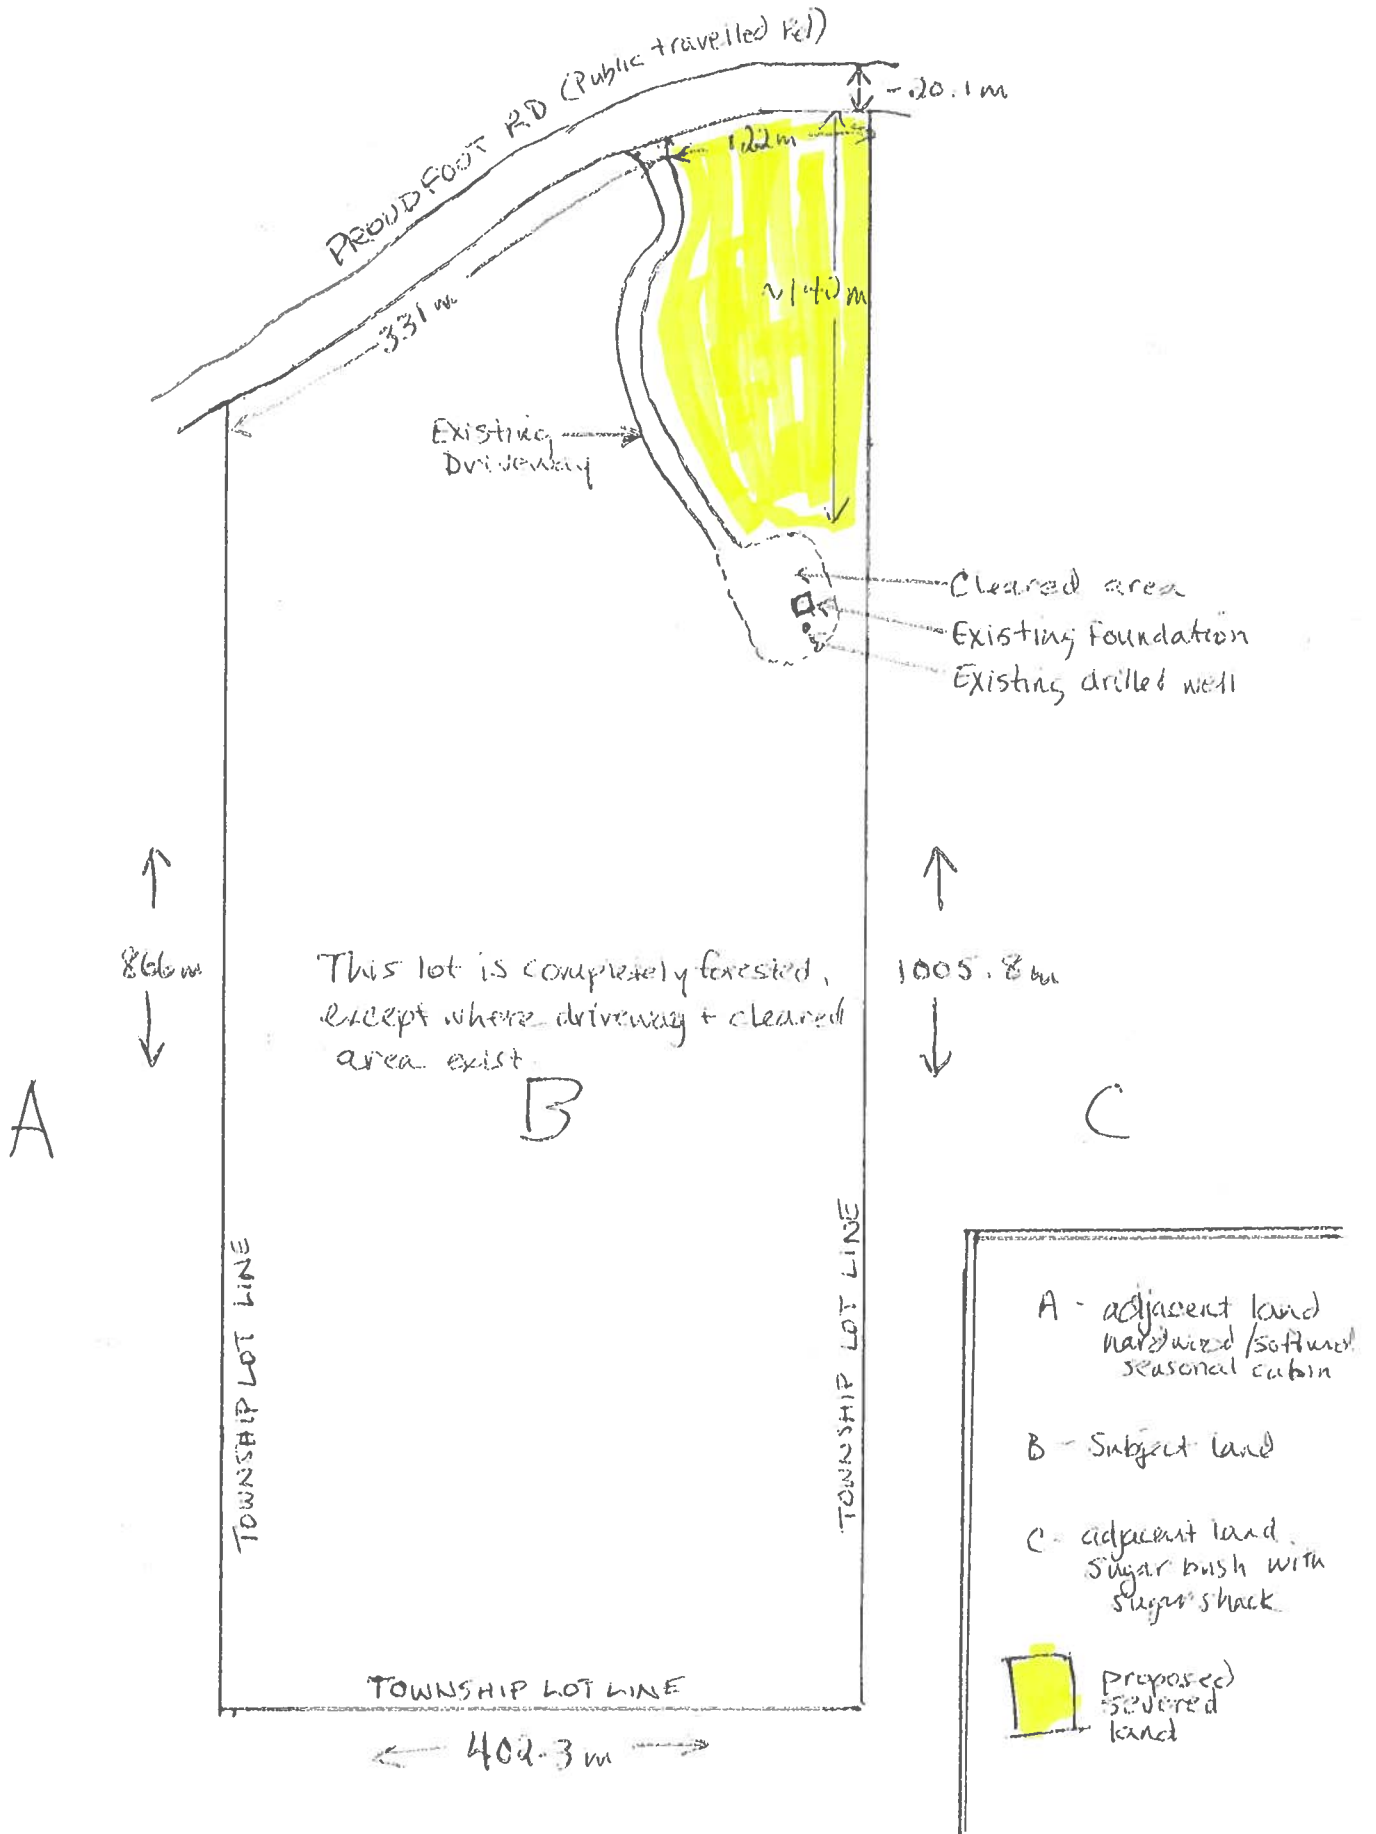 PROUDFOOT RD (Public travelled rd)
~20.1m
122m
~140m
331m
Existing
Driveway
Cleared area
Existing Foundation
Existing drilled well
866m
This lot is completely forested,
except where driveway + cleared
area exist
1005.8m
A
B
C
TOWNSHIP LOT LINE
TOWNSHIP LOT LINE
A - adjacent land
hardwood/softwood
seasonal cabin
B - Subject land
C - adjacent land
sugar bush with
sugar shack
proposed
severed
land
TOWNSHIP LOT LINE
402.3m